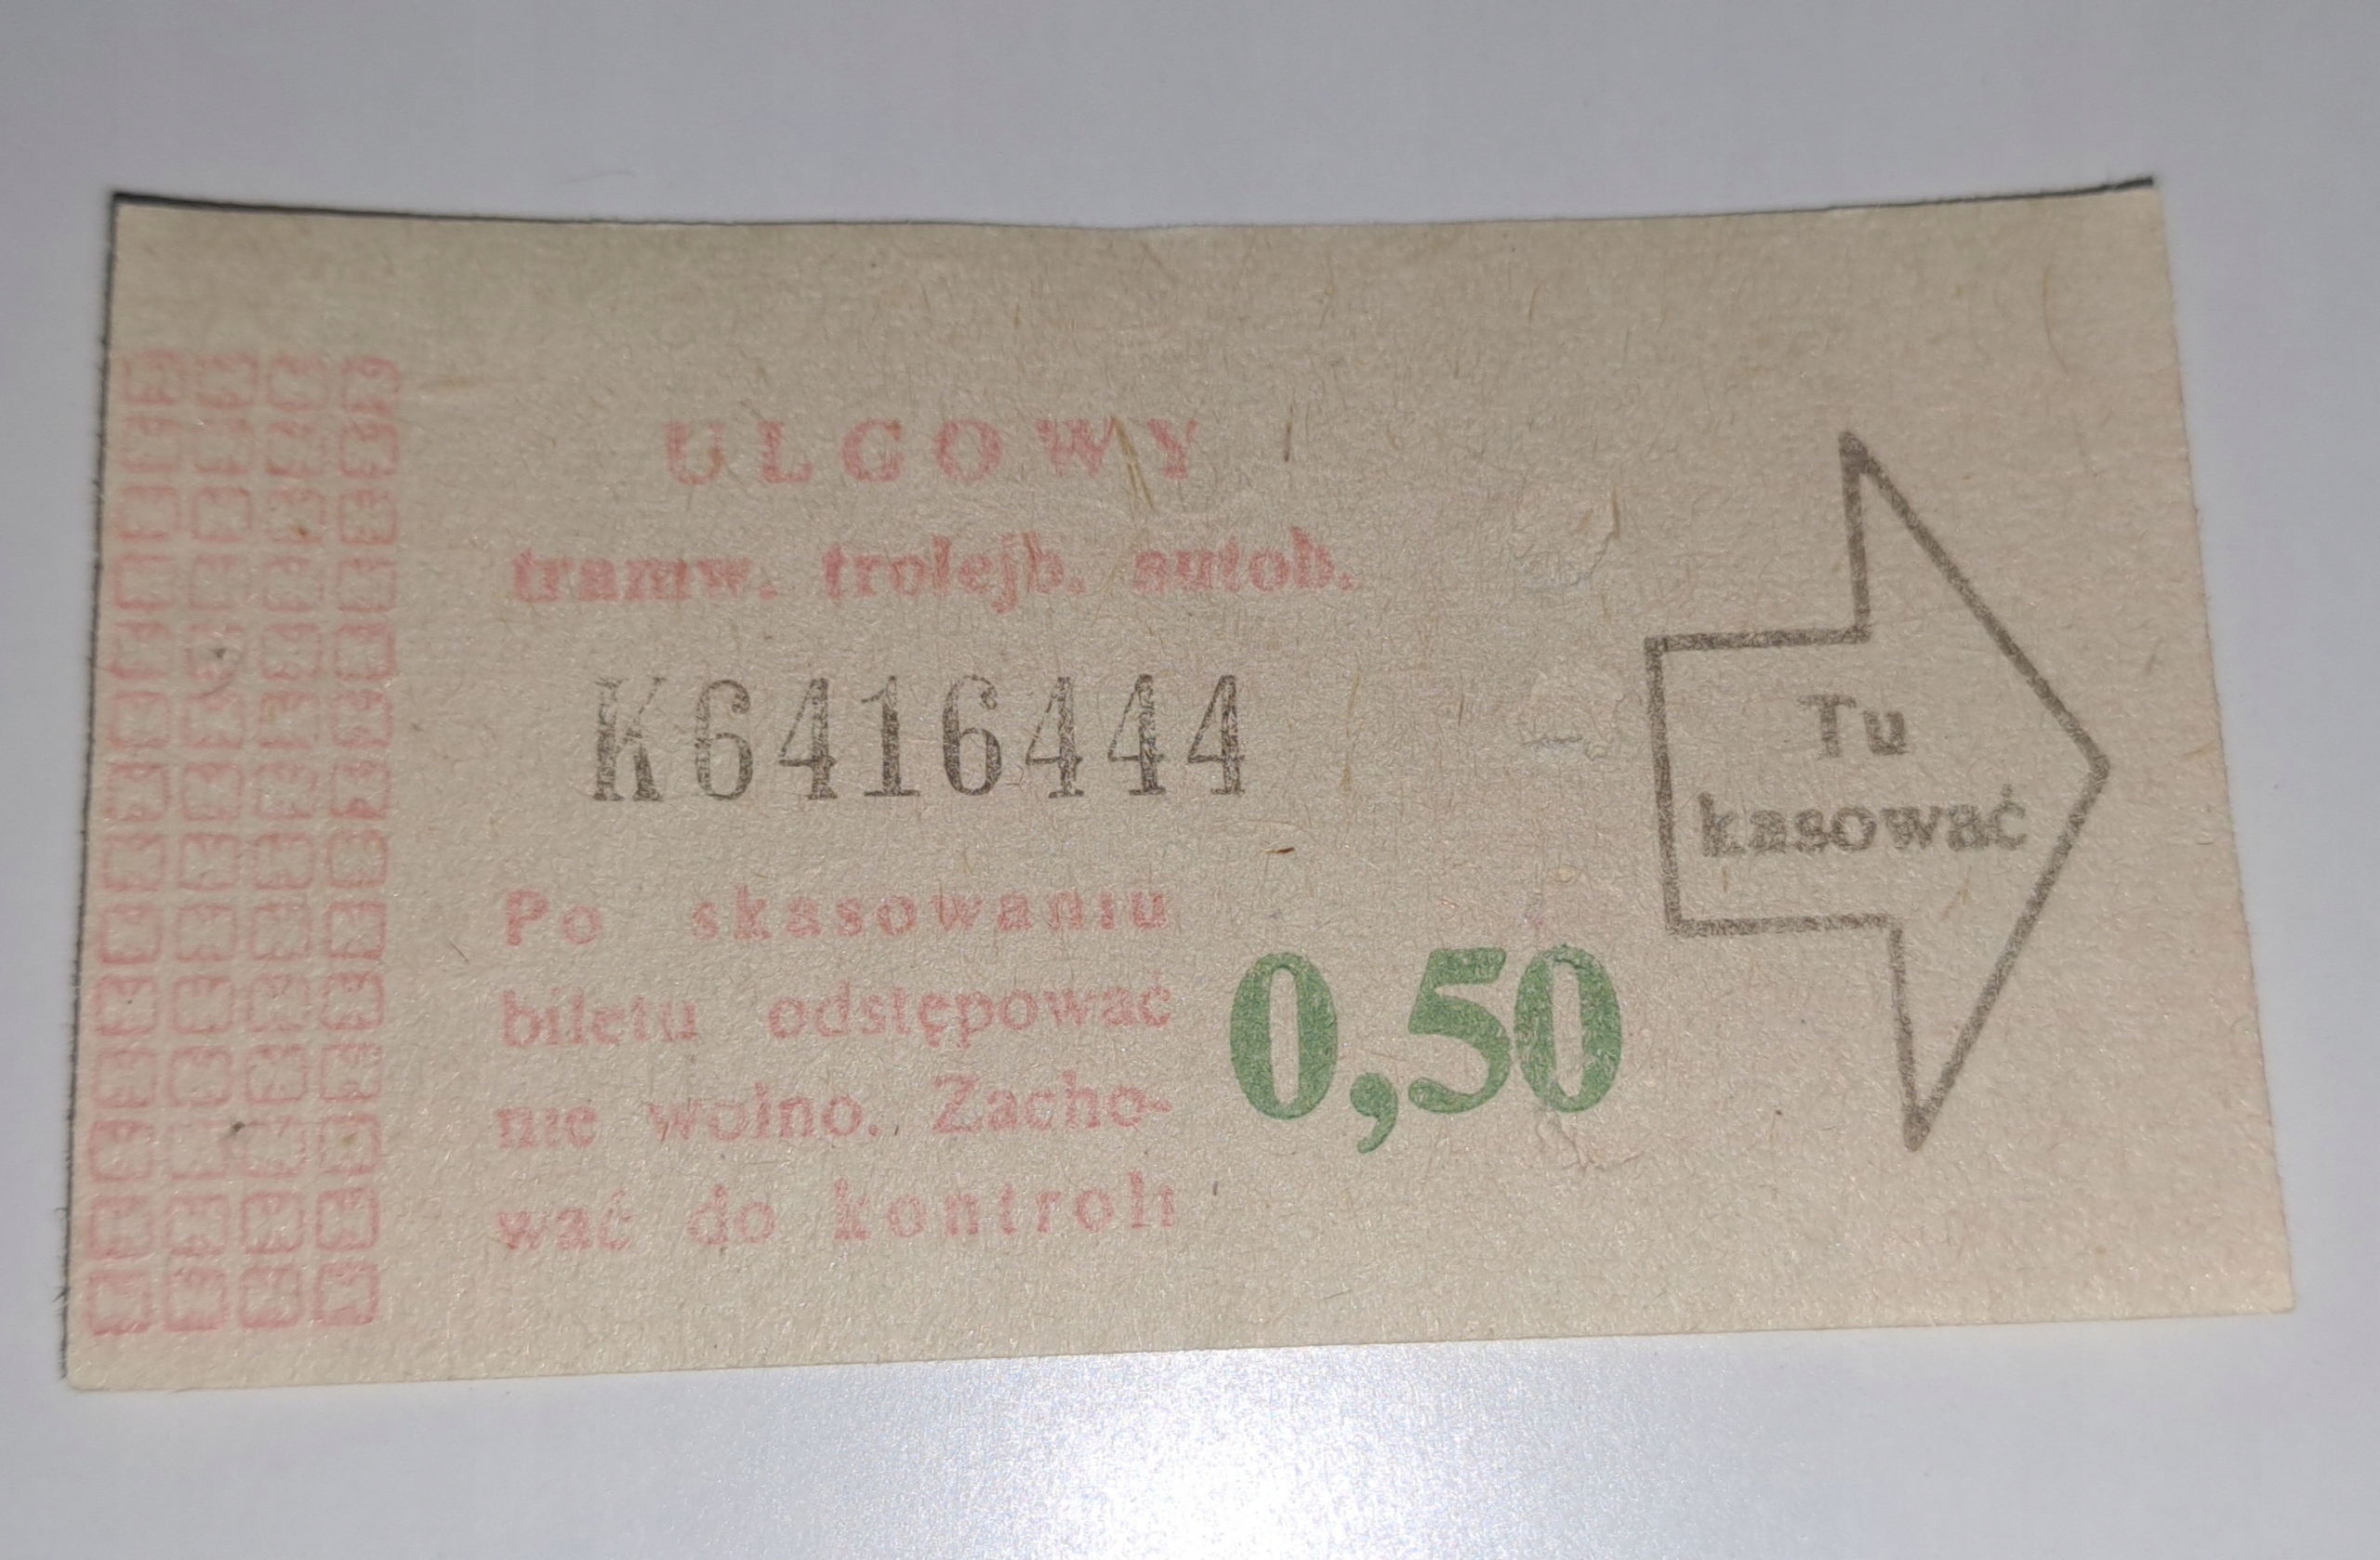 ULGOWY
tramw. trolejb. autob.
K6416444
Tu
kasować
Po skasowaniu
biletu odstępować
nie wolno. Zacho-
wać do kontroli
0,50